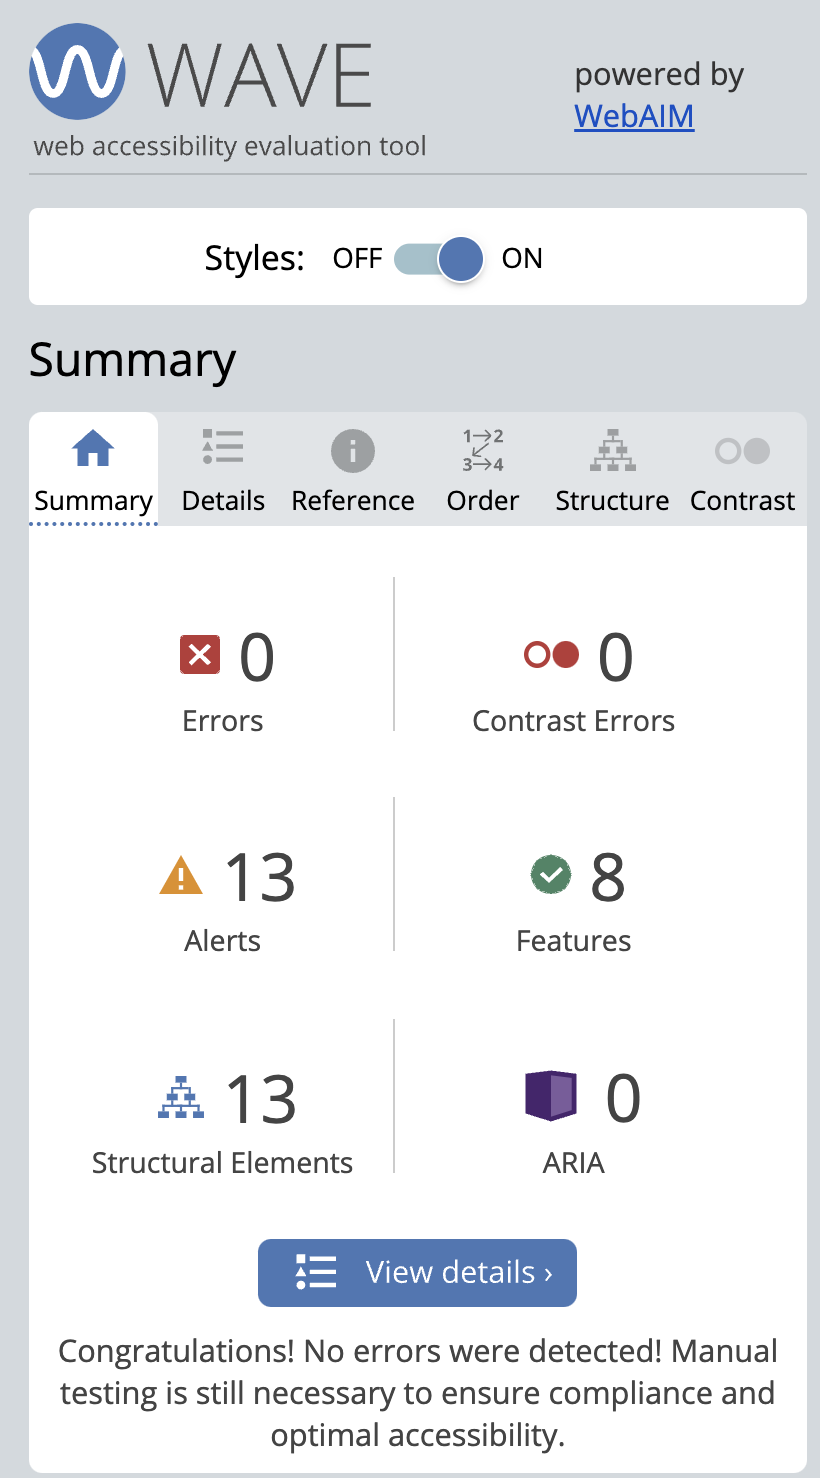 WAVE
web accessibility evaluation tool
powered by
WebAIM
Styles: OFF ON
Summary
Summary Details Reference Order Structure Contrast
1 2
3 4
0 0
Errors Contrast Errors
13 8
Alerts Features
13 0
Structural Elements ARIA
View details ›
Congratulations! No errors were detected! Manual
testing is still necessary to ensure compliance and
optimal accessibility.